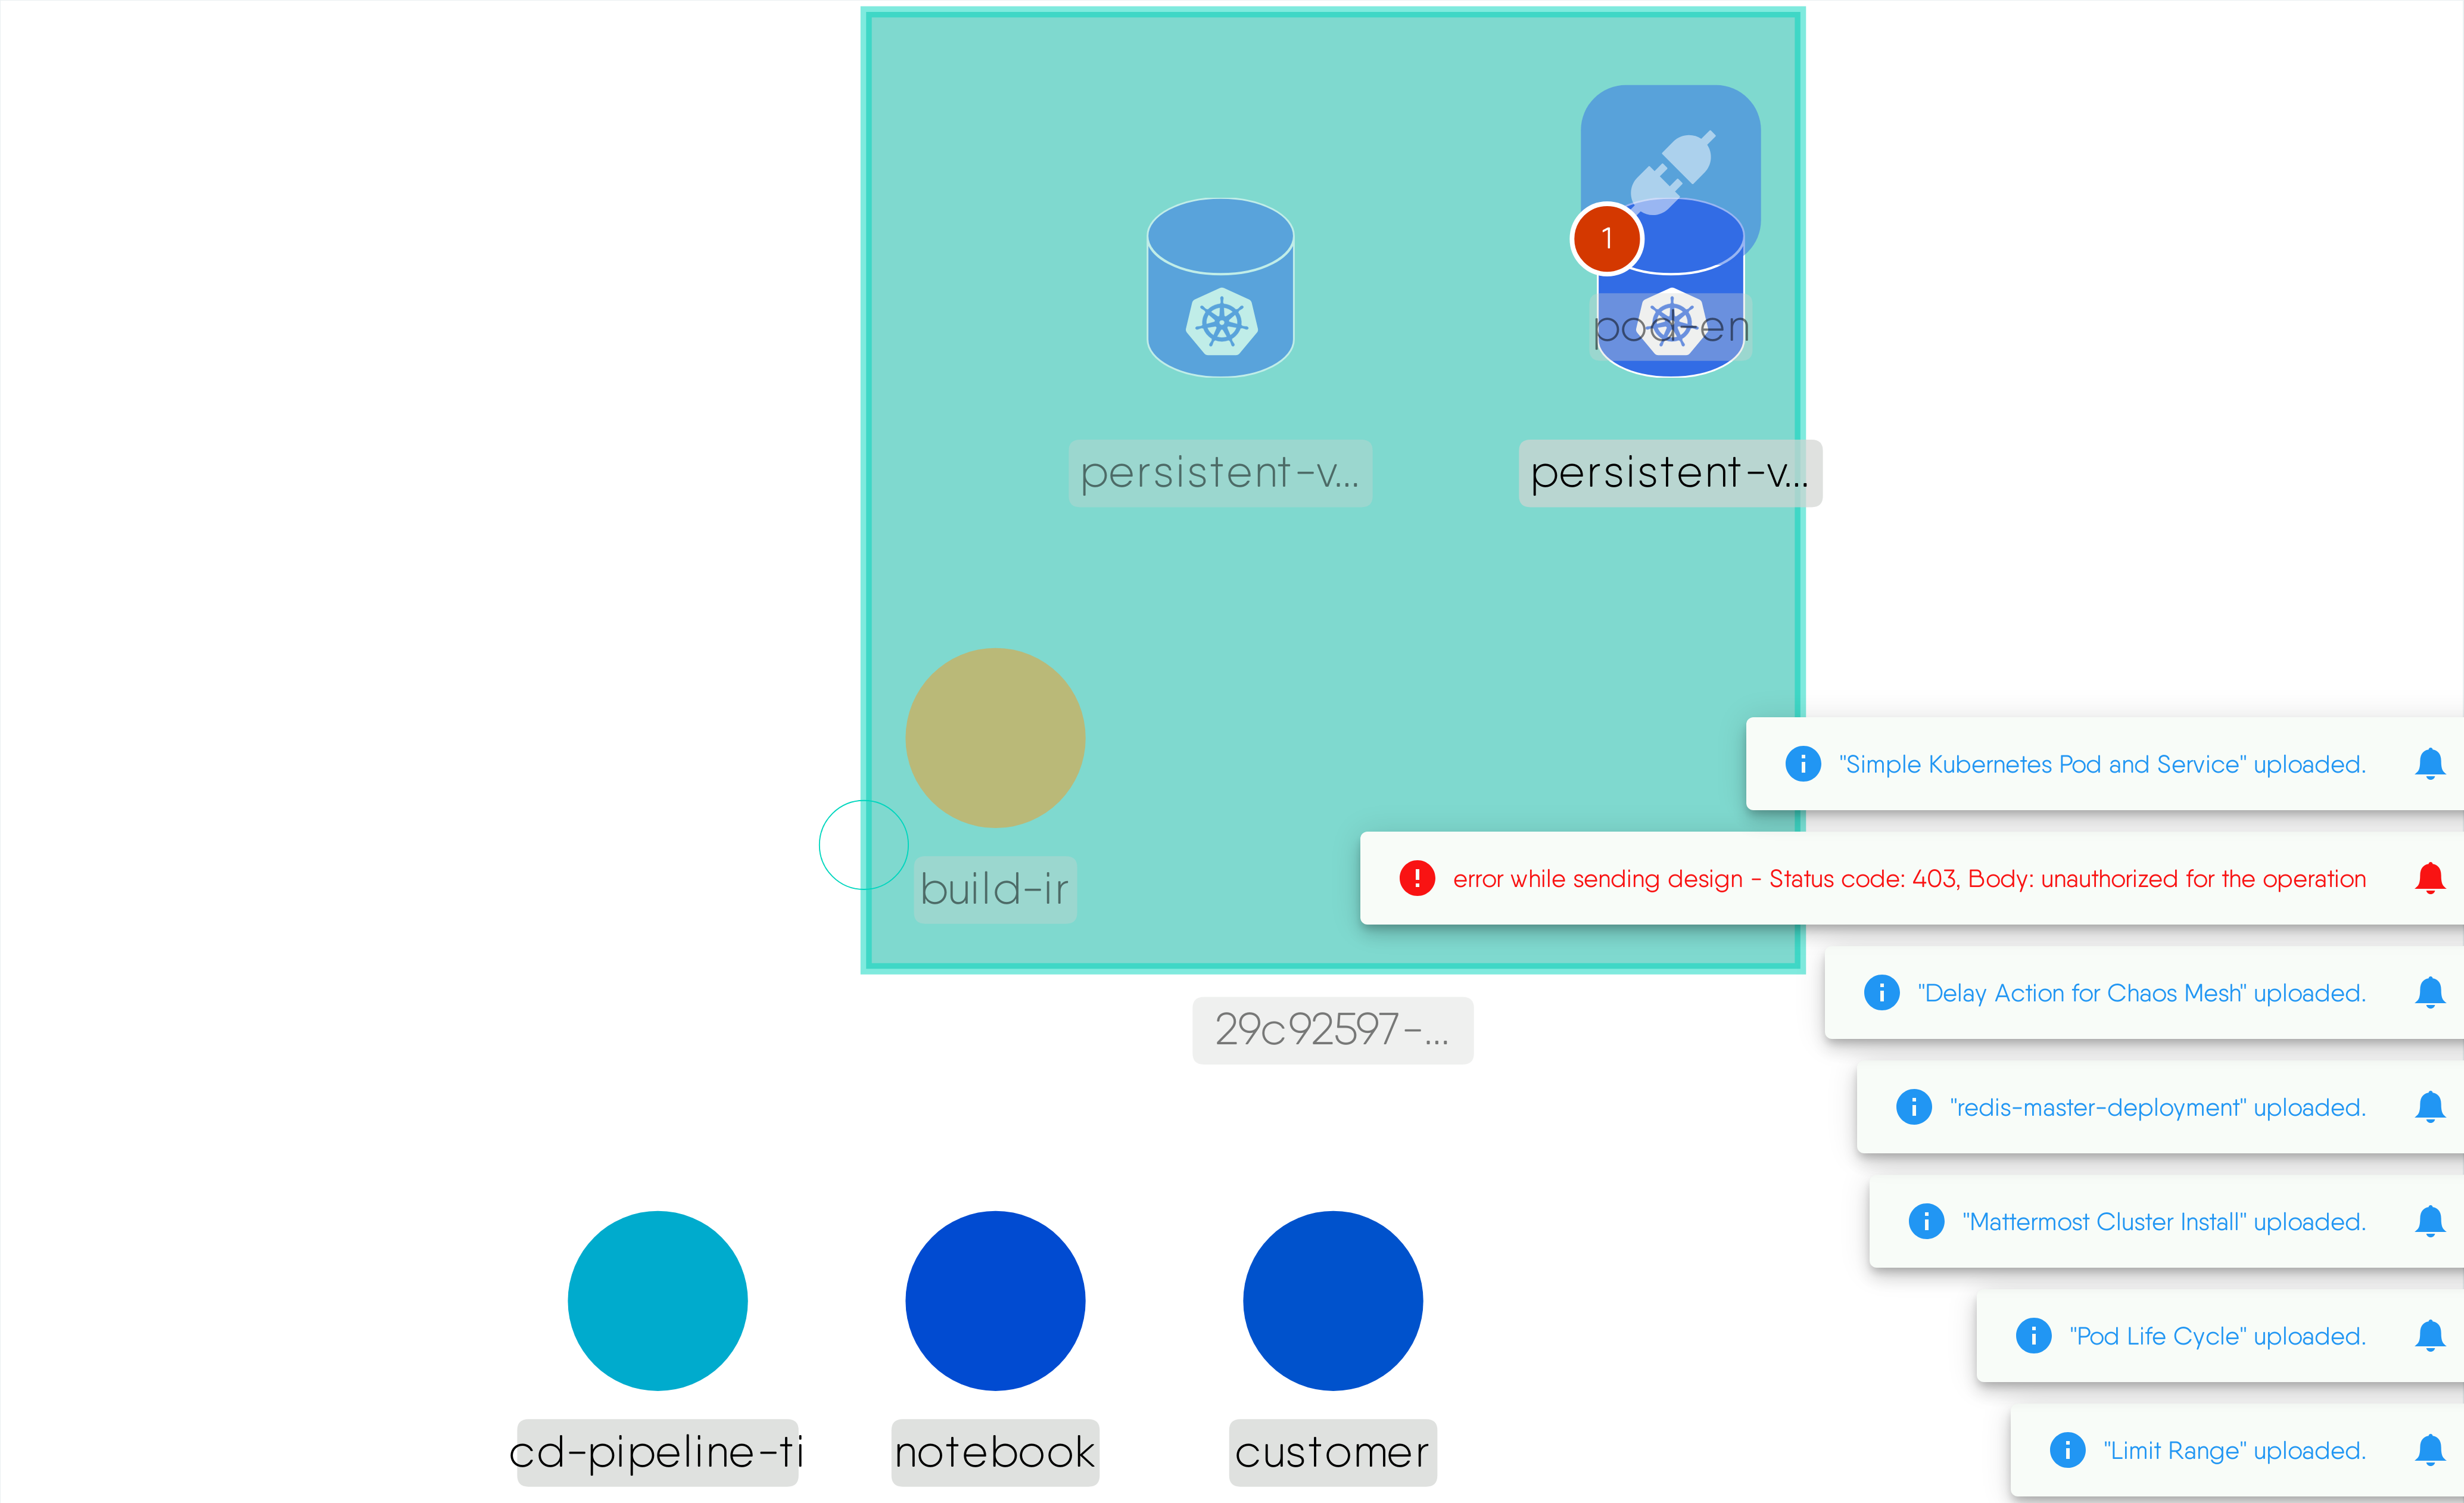 1
pod-en
persistent-v...
persistent-v...
build-ir
29c92597-...
cd-pipeline-ti
notebook
customer
"Simple Kubernetes Pod and Service" uploaded.
error while sending design - Status code: 403, Body: unauthorized for the operation
"Delay Action for Chaos Mesh" uploaded.
"redis-master-deployment" uploaded.
"Mattermost Cluster Install" uploaded.
"Pod Life Cycle" uploaded.
"Limit Range" uploaded.